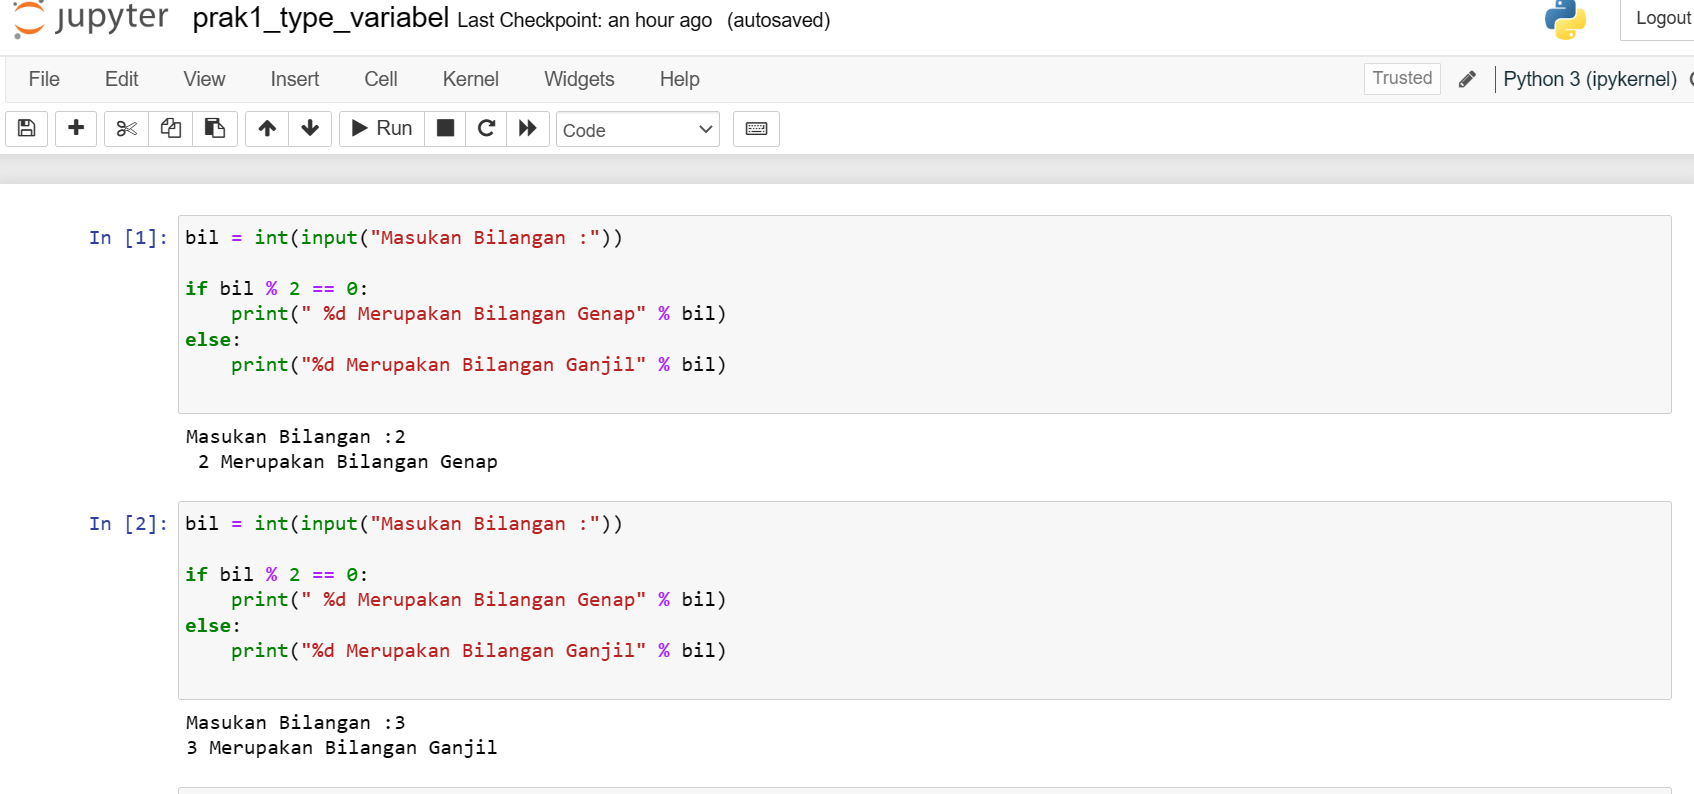 jupyter prak1_type_variabel Last Checkpoint: an hour ago (autosaved) Logout
File Edit View Insert Cell Kernel Widgets Help Trusted Python 3 (ipykernel)
Run Code
In [1]: bil = int(input("Masukan Bilangan :"))

if bil % 2 == 0:
    print(" %d Merupakan Bilangan Genap" % bil)
else:
    print("%d Merupakan Bilangan Ganjil" % bil)

Masukan Bilangan :2
 2 Merupakan Bilangan Genap

In [2]: bil = int(input("Masukan Bilangan :"))

if bil % 2 == 0:
    print(" %d Merupakan Bilangan Genap" % bil)
else:
    print("%d Merupakan Bilangan Ganjil" % bil)

Masukan Bilangan :3
3 Merupakan Bilangan Ganjil